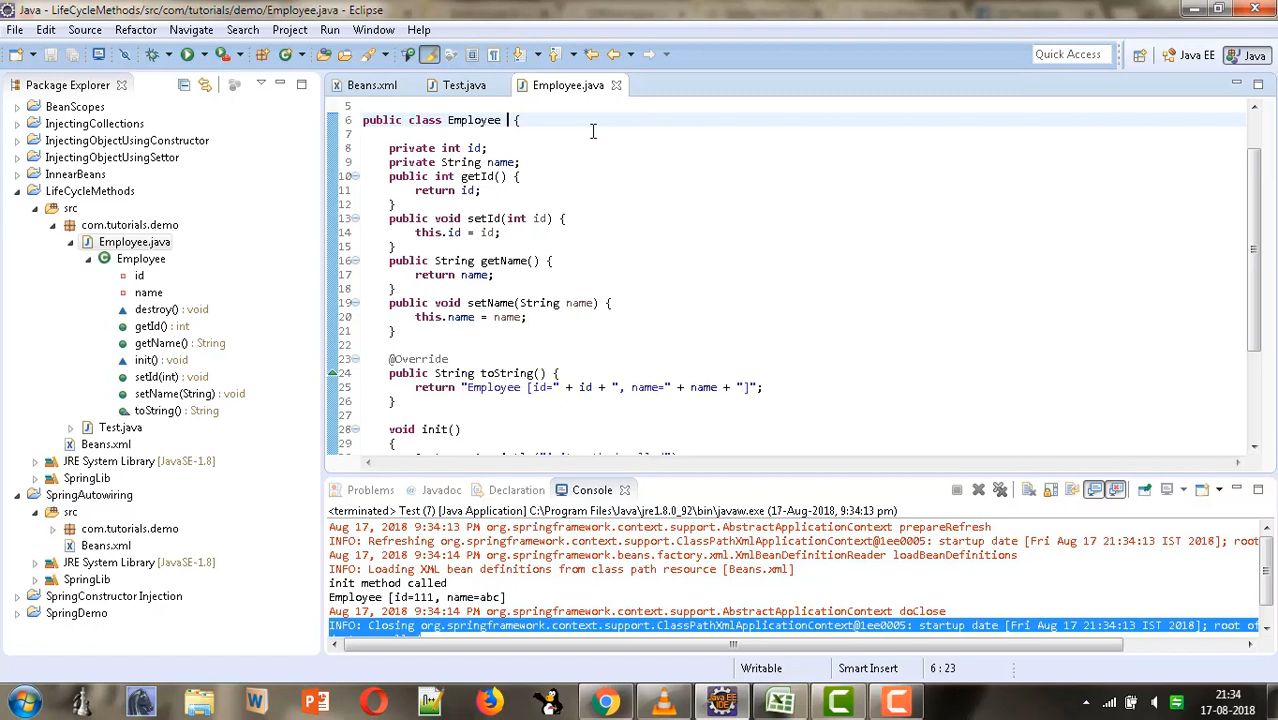 Java - LifeCycleMethods/src/com/tutorials/demo/Employee.java - Eclipse
File Edit Source Refactor Navigate Search Project Run Window Help
Quick Access
Java EE
Java
Package Explorer
BeanScopes
InjectingCollections
InjectingObjectUsingConstructor
InjectingObjectUsingSettor
InnearBeans
LifeCycleMethods
src
com.tutorials.demo
Employee.java
Employee
id
name
destroy() : void
getId() : int
getName() : String
init() : void
setId(int) : void
setName(String) : void
toString() : String
Test.java
Beans.xml
JRE System Library [JavaSE-1.8]
SpringLib
SpringAutowiring
src
com.tutorials.demo
Beans.xml
JRE System Library [JavaSE-1.8]
SpringLib
SpringConstructor Injection
SpringDemo
Beans.xml
Test.java
Employee.java
5
6 public class Employee {
7
8 private int id;
9 private String name;
10 public int getId() {
11 return id;
12 }
13 public void setId(int id) {
14 this.id = id;
15 }
16 public String getName() {
17 return name;
18 }
19 public void setName(String name) {
20 this.name = name;
21 }
22
23 @Override
24 public String toString() {
25 return "Employee [id=" + id + ", name=" + name + "]";
26 }
27
28 void init()
29 {
Problems
Javadoc
Declaration
Console
<terminated> Test (7) [Java Application] C:\Program Files\Java\jre1.8.0_92\bin\javaw.exe (17-Aug-2018, 9:34:13 pm)
Aug 17, 2018 9:34:13 PM org.springframework.context.support.AbstractApplicationContext prepareRefresh
INFO: Refreshing org.springframework.context.support.ClassPathXmlApplicationContext@1ee0005: startup date [Fri Aug 17 21:34:13 IST 2018]; root
Aug 17, 2018 9:34:14 PM org.springframework.beans.factory.xml.XmlBeanDefinitionReader loadBeanDefinitions
INFO: Loading XML bean definitions from class path resource [Beans.xml]
init method called
Employee [id=111, name=abc]
Aug 17, 2018 9:34:14 PM org.springframework.context.support.AbstractApplicationContext doClose
INFO: Closing org.springframework.context.support.ClassPathXmlApplicationContext@1ee0005: startup date [Fri Aug 17 21:34:13 IST 2018]; root of
Writable
Smart Insert
6 : 23
21:34
17-08-2018